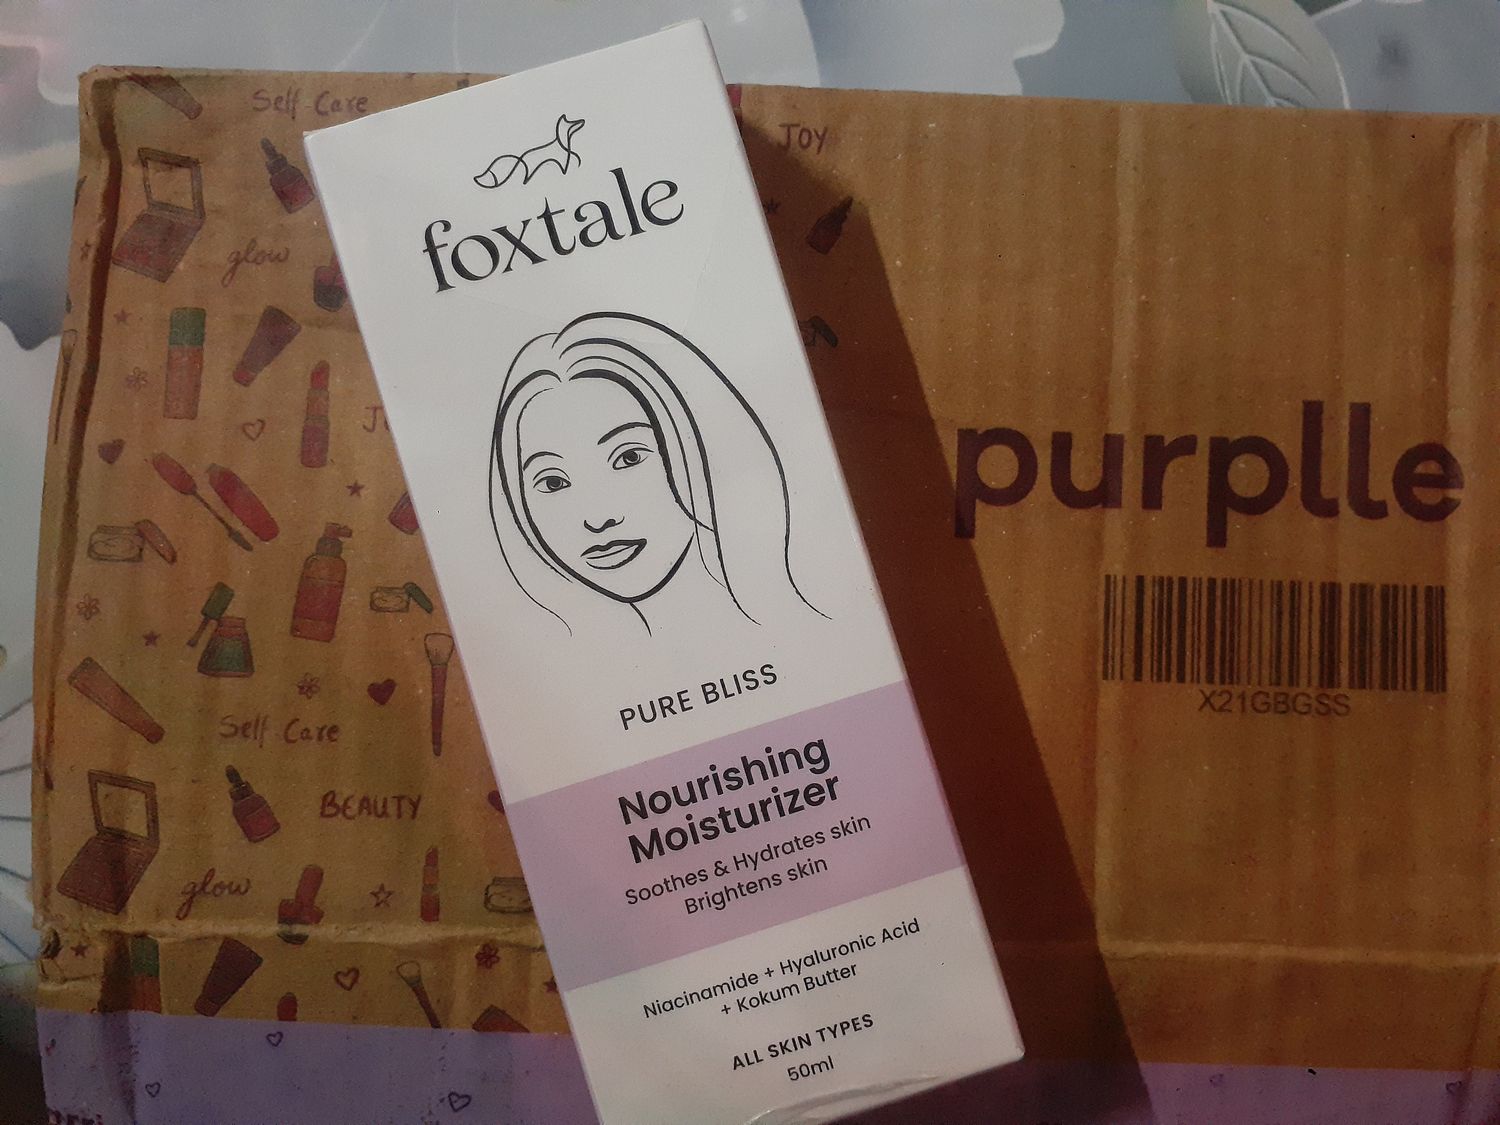 Self Care
JOY
glow
foxtale
purplle
X21GBGSS
PURE BLISS
Self Care
BEAUTY
glow
Nourishing
Moisturizer
Soothes & Hydrates skin
Brightens skin
Niacinamide + Hyaluronic Acid
+ Kokum Butter
ALL SKIN TYPES
50ml